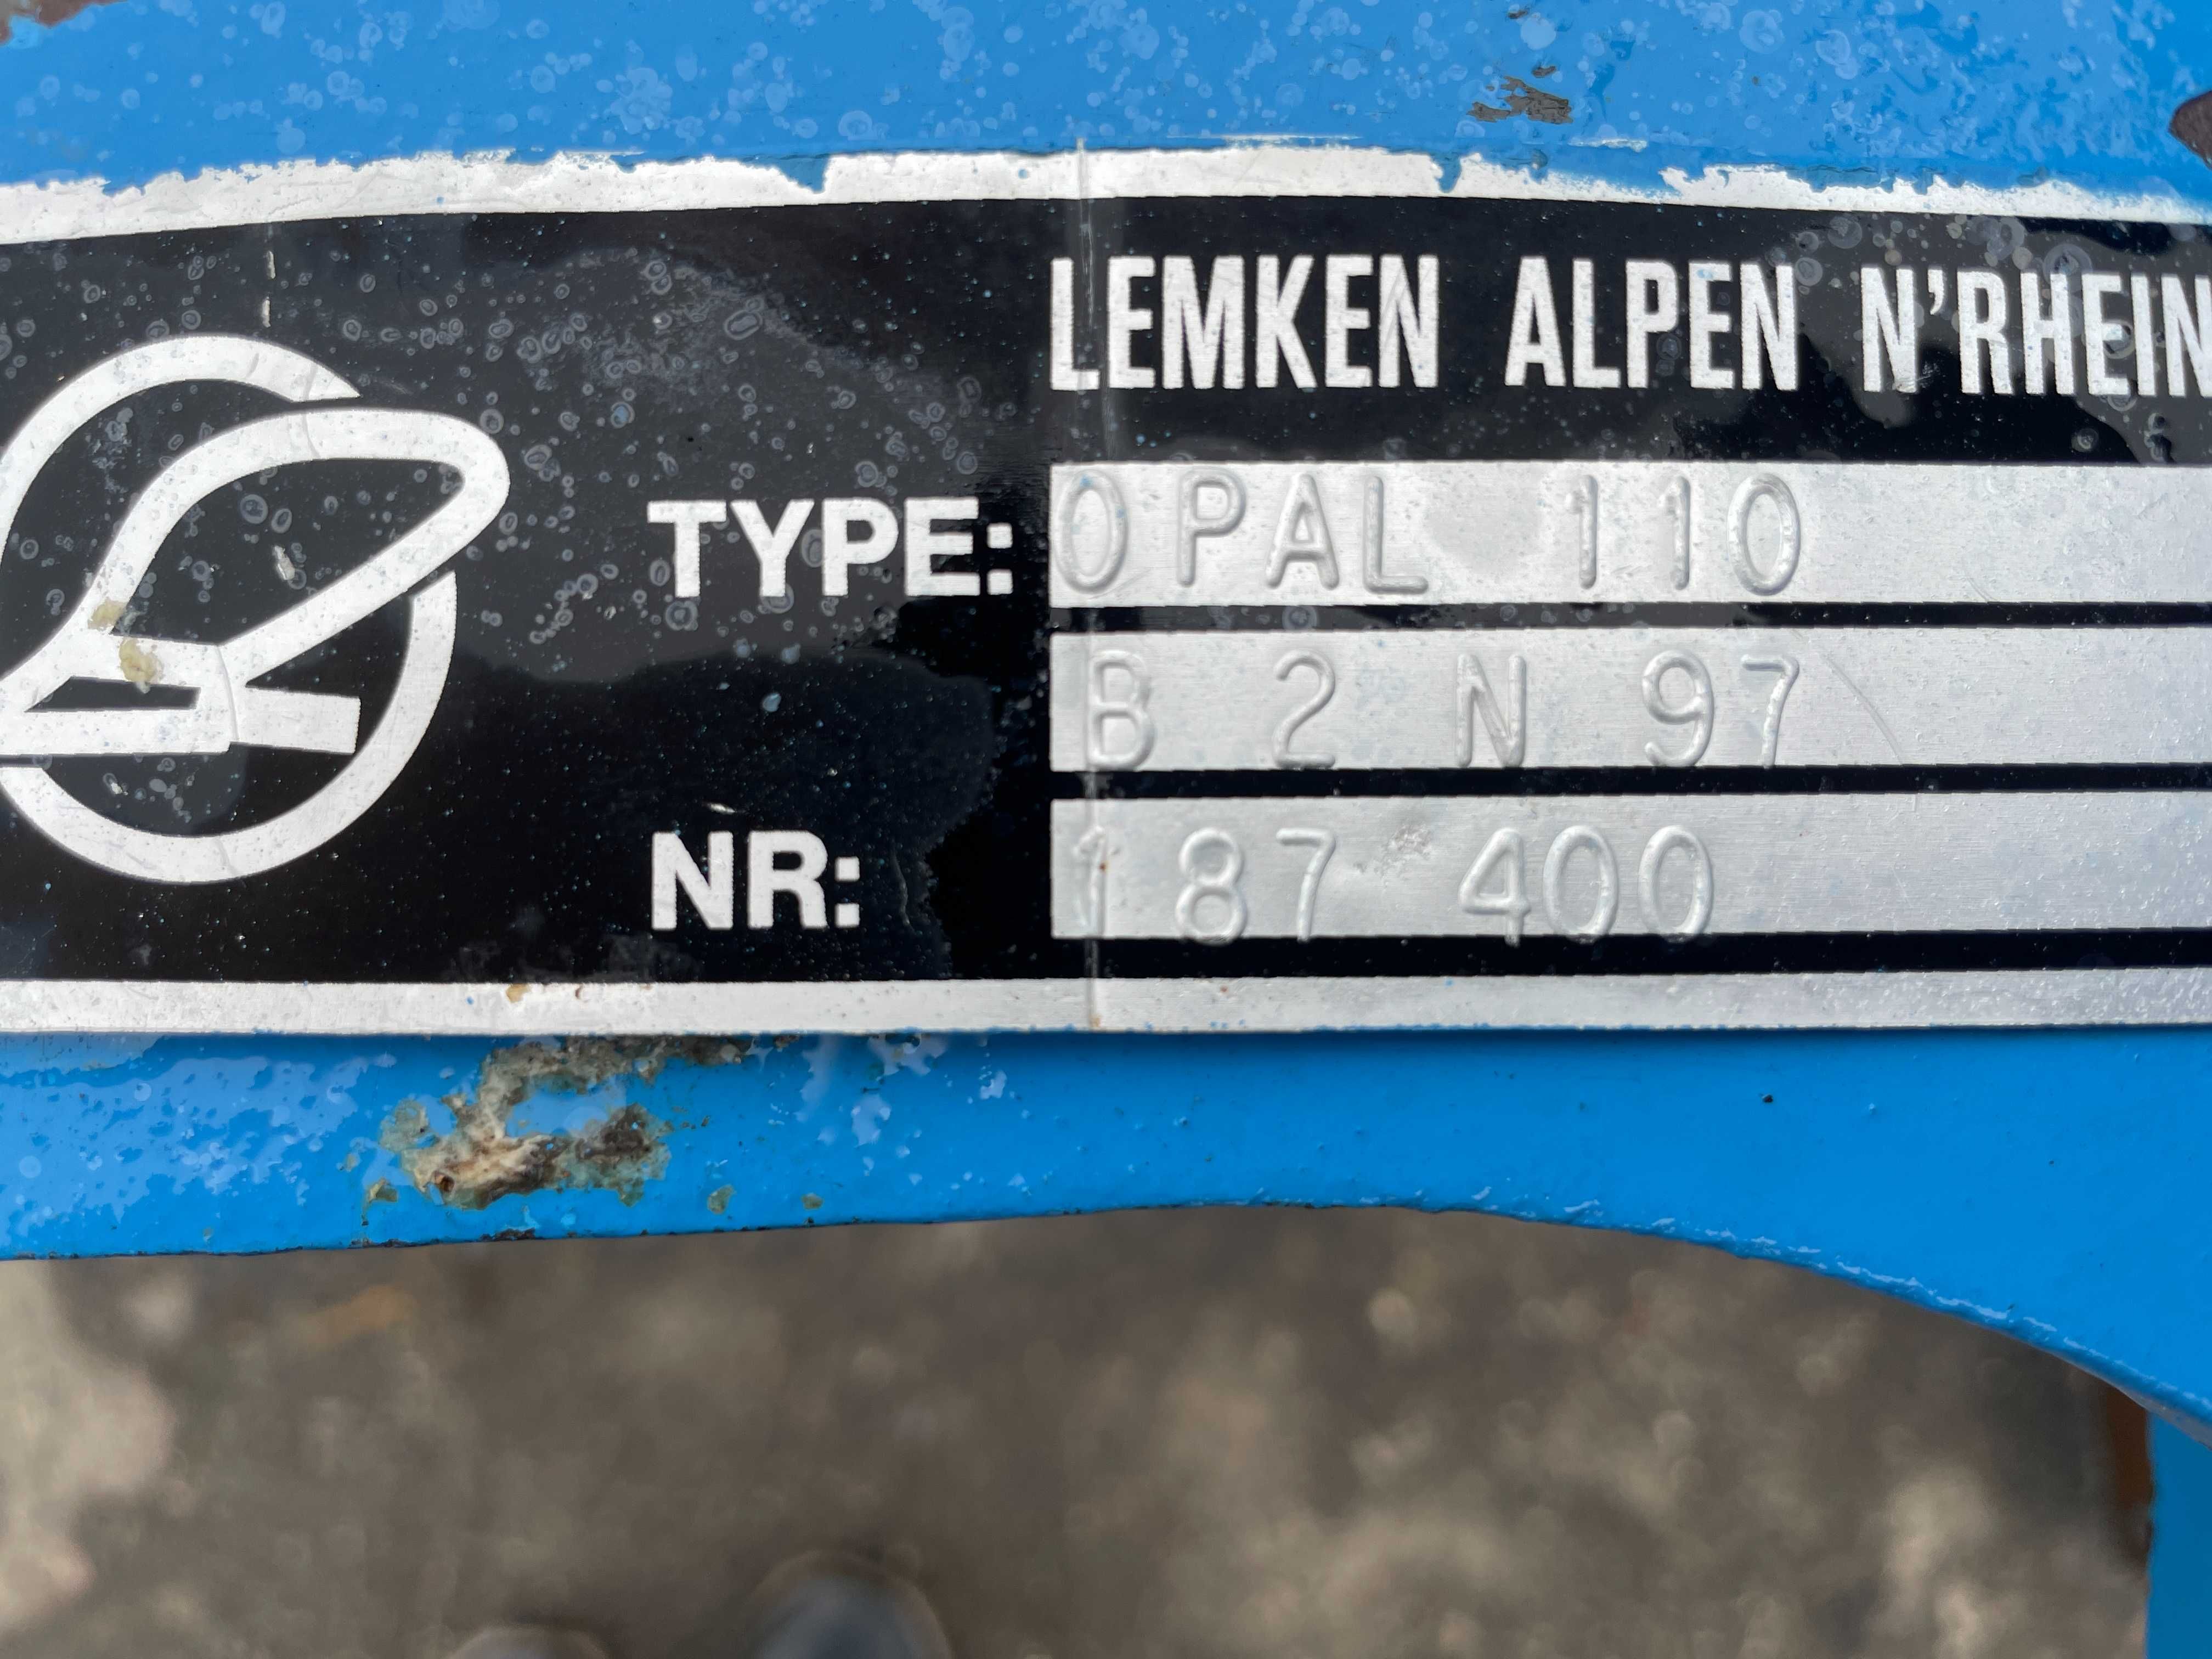 LEMKEN ALPEN N'RHEIN
TYPE: OPAL 110
B 2 N 97
NR: 187 400